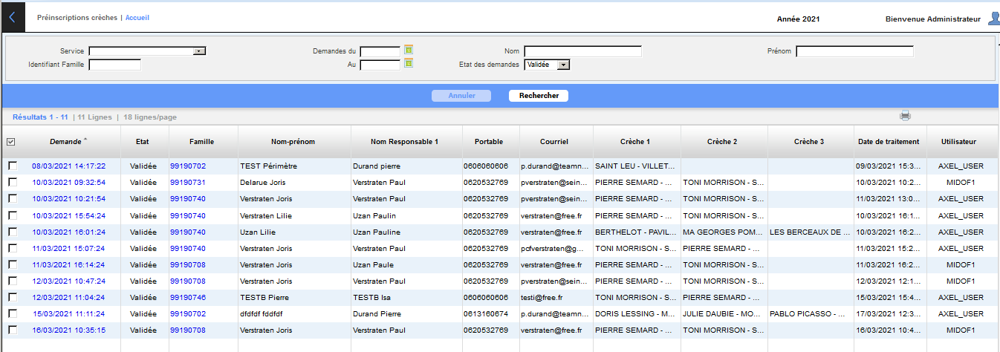 Préinscriptions crèches | Accueil Année 2021 Bienvenue Administrateur
Service Demandes du Nom Prénom
Identifiant Famille Au Etat des demandes Validée
Annuler Rechercher
Résultats 1 - 11 | 11 Lignes | 18 lignes/page
Demande Etat Famille Nom-prénom Nom Responsable 1 Portable Courriel Crèche 1 Crèche 2 Crèche 3 Date de traitement Utilisateur
08/03/2021 14:17:22 Validée 99190702 TEST Périmètre Durand pierre 0606060606 p.durand@teamn... SAINT LEU - VILLET... 09/03/2021 15:3... AXEL_USER
10/03/2021 09:32:54 Validée 99190731 Delarue Joris Verstraten Paul 0620532769 pverstraten@sein... PIERRE SEMARD - ... TONI MORRISON - S... 10/03/2021 10:2... MIDOF1
10/03/2021 10:21:54 Validée 99190740 Verstraten Joris Verstraten Paul 0620532769 pverstraten@sein... PIERRE SEMARD - ... TONI MORRISON - S... 11/03/2021 13:0... AXEL_USER
10/03/2021 15:54:24 Validée 99190740 Verstraten Lilie Uzan Paulin 0620532769 verstraten@free.fr PIERRE SEMARD - ... TONI MORRISON - S... 10/03/2021 16:1... AXEL_USER
10/03/2021 16:01:24 Validée 99190740 Uzan Lilie Uzan Pauline 0620532769 verstraten@free.fr BERTHELOT - PAVIL... MA GEORGES POM... LES BERCEAUX DE ... 10/03/2021 16:2... AXEL_USER
11/03/2021 15:07:24 Validée 99190740 Verstraten Joris Verstraten Paul 0620532769 pcfverstraten@g... TONI MORRISON - S... PIERRE SEMARD - ... 11/03/2021 15:2... AXEL_USER
11/03/2021 16:14:24 Validée 99190708 Verstraten Joris Uzan Paule 0620532769 verstraten@free.fr PIERRE SEMARD - ... TONI MORRISON - S... 11/03/2021 16:2... MIDOF1
12/03/2021 10:47:24 Validée 99190708 Verstraten Joris Verstraten Paul 0620532769 pverstraten@sein... PIERRE SEMARD - ... TONI MORRISON - S... 12/03/2021 12:1... MIDOF1
12/03/2021 11:04:24 Validée 99190746 TESTB Pierre TESTB Isa 0606060606 testi@free.fr TONI MORRISON - S... PIERRE SEMARD - ... 15/03/2021 15:4... AXEL_USER
15/03/2021 11:11:24 Validée 99190702 dfdfdf fddfdf Durand Pierre 0613160674 p.durand@teamn... DORIS LESSING - M... JULIE DAUBIE - MO... PABLO PICASSO - ... 17/03/2021 12:3... AXEL_USER
16/03/2021 10:35:15 Validée 99190708 Verstraten Joris Verstraten Paul 0620532769 verstraten@free.fr PIERRE SEMARD - ... TONI MORRISON - S... 16/03/2021 10:4... MIDOF1